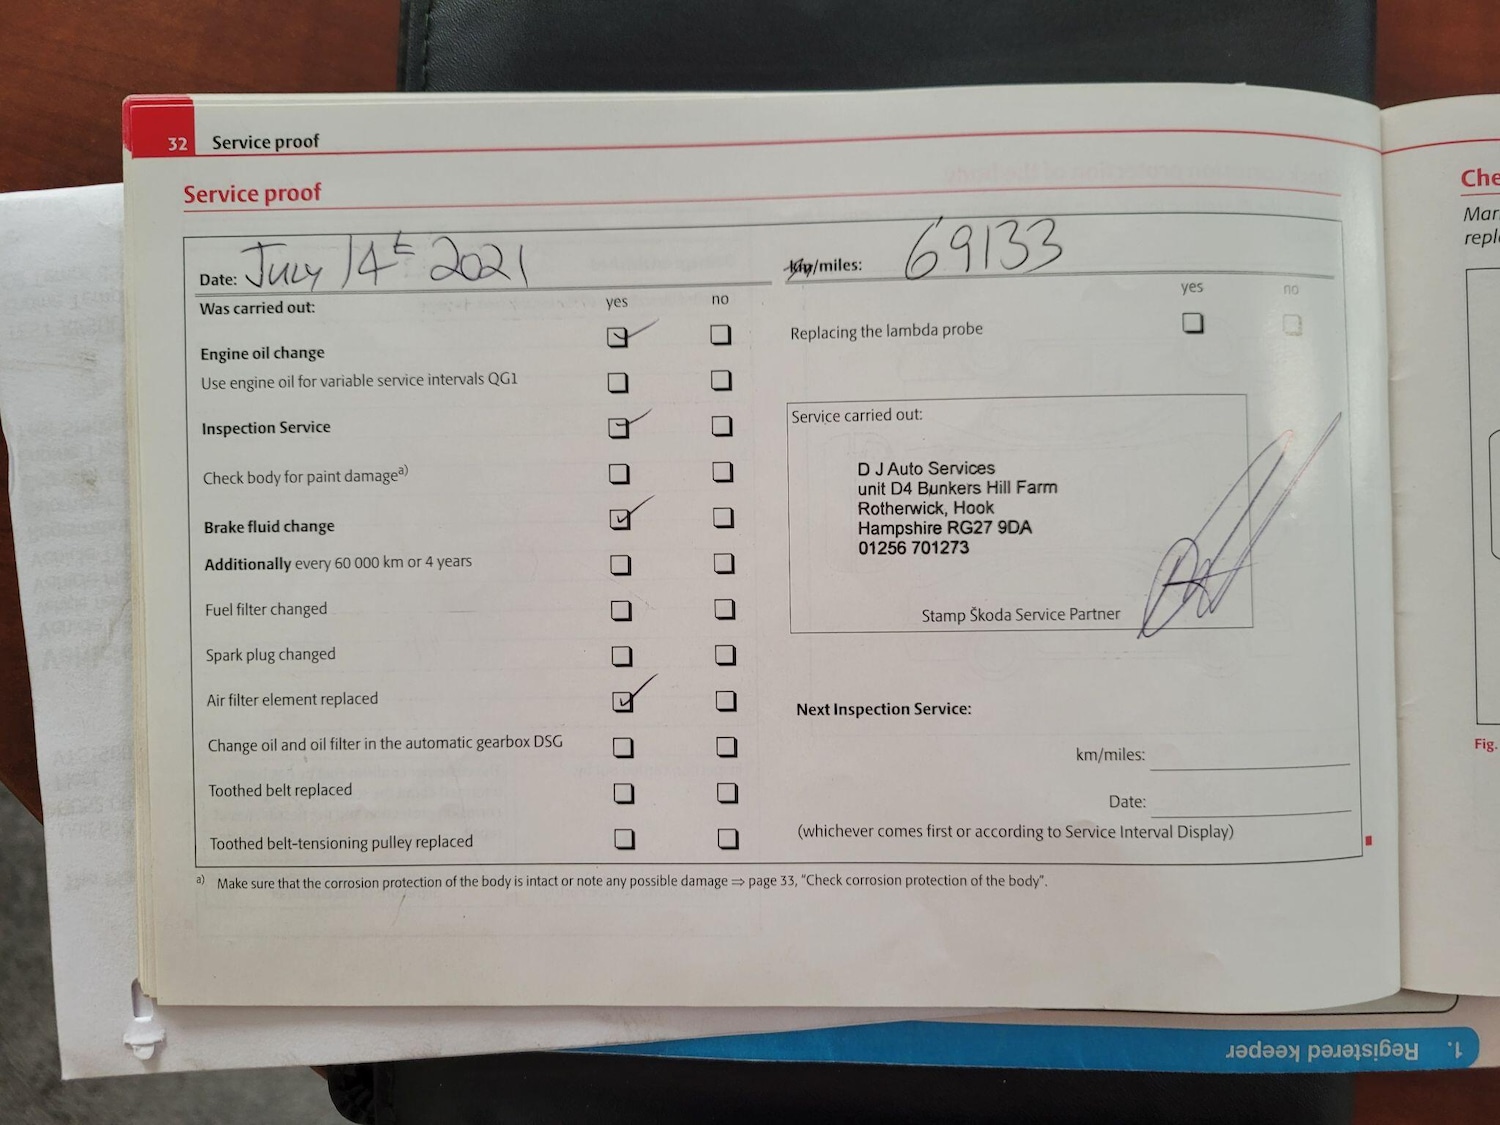 32 Service proof
Service proof
Date: July 14th 2021
km/miles: 69133
Was carried out: yes no
Engine oil change
Use engine oil for variable service intervals QG1
Inspection Service
Check body for paint damage a)
Brake fluid change
Additionally every 60 000 km or 4 years
Fuel filter changed
Spark plug changed
Air filter element replaced
Change oil and oil filter in the automatic gearbox DSG
Toothed belt replaced
Toothed belt-tensioning pulley replaced
yes no
Replacing the lambda probe
Service carried out:
D J Auto Services
unit D4 Bunkers Hill Farm
Rotherwick, Hook
Hampshire RG27 9DA
01256 701273
Stamp Škoda Service Partner
Next Inspection Service:
km/miles:
Date:
(whichever comes first or according to Service Interval Display)
a) Make sure that the corrosion protection of the body is intact or note any possible damage ⇒ page 33, "Check corrosion protection of the body".
Che
Mar
repl
Fig.
1. Registered keeper